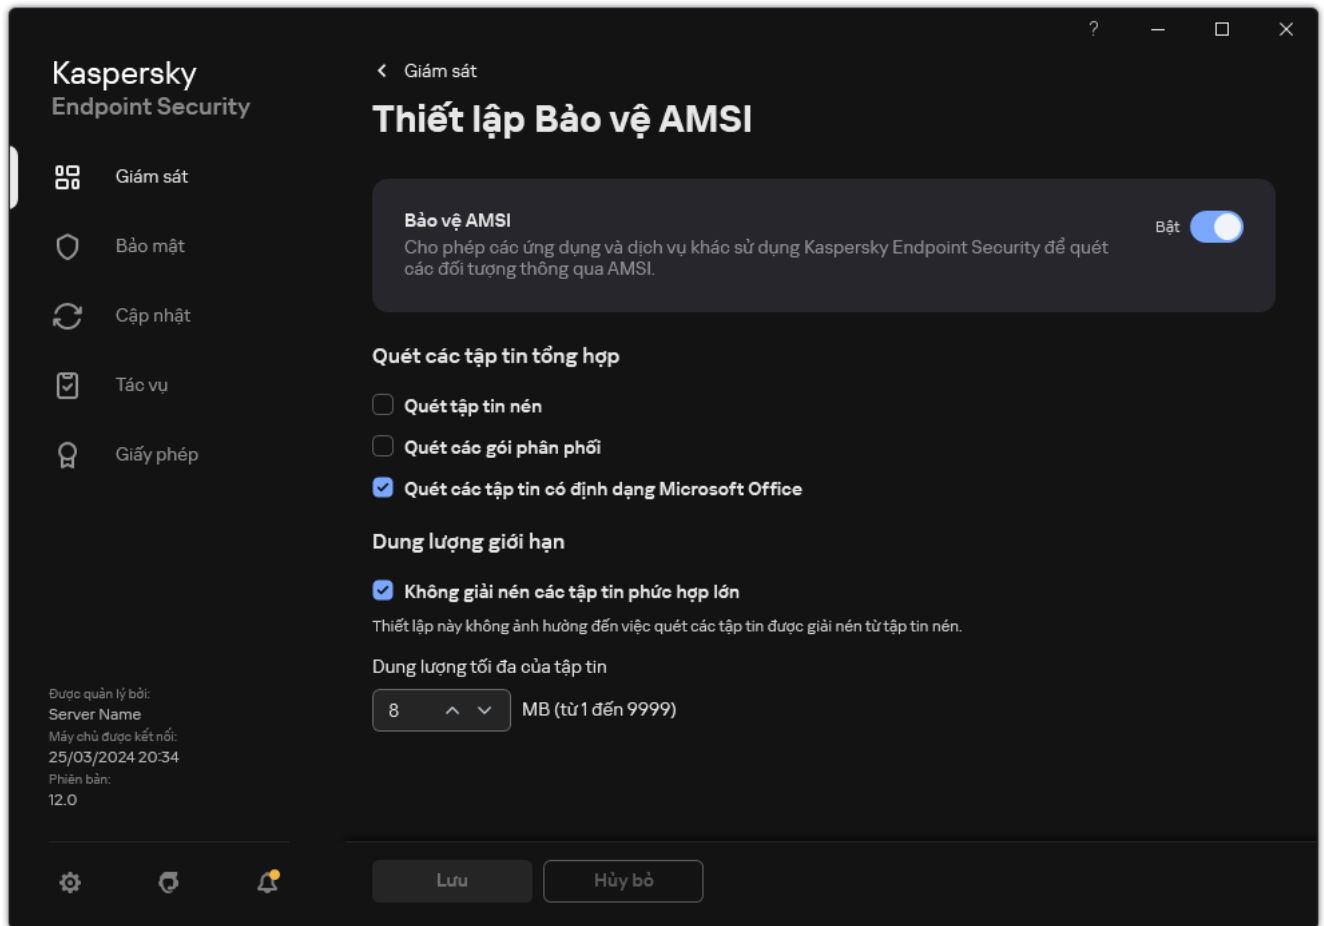 ?
Kaspersky
Endpoint Security
Giám sát
Bảo mật
Cập nhật
Tác vụ
Giấy phép
Được quản lý bởi:
Server Name
Máy chủ được kết nối:
25/03/2024 20:34
Phiên bản:
12.0
Giám sát
Thiết lập Bảo vệ AMSI
Bảo vệ AMSI
Cho phép các ứng dụng và dịch vụ khác sử dụng Kaspersky Endpoint Security để quét
các đối tượng thông qua AMSI.
Bật
Quét các tập tin tổng hợp
Quét tập tin nén
Quét các gói phân phối
Quét các tập tin có định dạng Microsoft Office
Dung lượng giới hạn
Không giải nén các tập tin phức hợp lớn
Thiết lập này không ảnh hưởng đến việc quét các tập tin được giải nén từ tập tin nén.
Dung lượng tối đa của tập tin
8 MB (từ 1 đến 9999)
Lưu Hủy bỏ